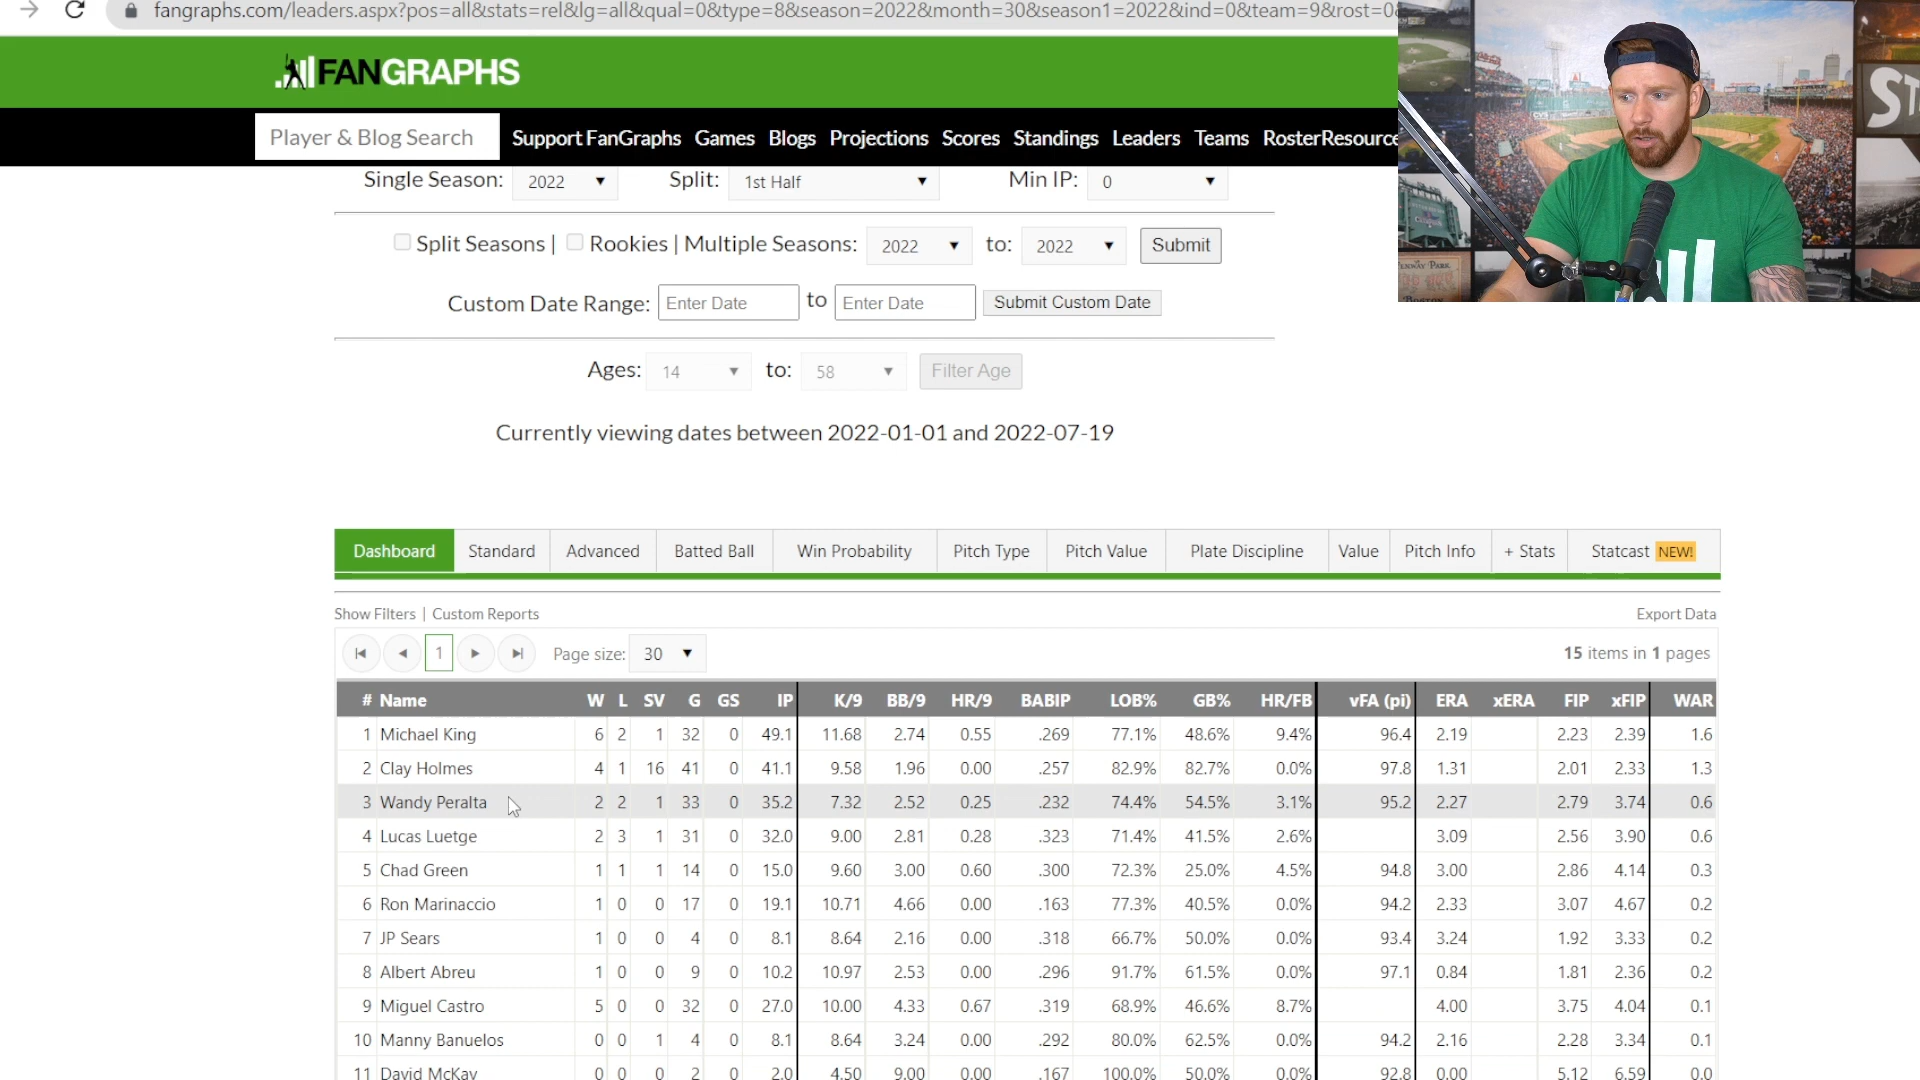 fangraphs.com/leaders.aspx?pos=all&stats=rel&lg=all&qual=0&type=8&season=2022&month=30&season1=2022&ind=0&team=9&rost=0
FANGRAPHS
Player & Blog Search Support FanGraphs Games Blogs Projections Scores Standings Leaders Teams RosterResource
Single Season: 2022 Split: 1st Half Min IP: 0
Split Seasons | Rookies | Multiple Seasons: 2022 to: 2022 Submit
Custom Date Range: Enter Date to Enter Date Submit Custom Date
Ages: 14 to: 58 Filter Age
Currently viewing dates between 2022-01-01 and 2022-07-19
Dashboard Standard Advanced Batted Ball Win Probability Pitch Type Pitch Value Plate Discipline Value Pitch Info + Stats Statcast NEW!
Show Filters | Custom Reports Export Data
1 Page size: 30 15 items in 1 pages
# Name W L SV G GS IP K/9 BB/9 HR/9 BABIP LOB% GB% HR/FB vFA (pi) ERA xERA FIP xFIP WAR
1 Michael King 6 2 1 32 0 49.1 11.68 2.74 0.55 .269 77.1% 48.6% 9.4% 96.4 2.19 2.23 2.39 1.6
2 Clay Holmes 4 1 16 41 0 41.1 9.58 1.96 0.00 .257 82.9% 82.7% 0.0% 97.8 1.31 2.01 2.33 1.3
3 Wandy Peralta 2 2 1 33 0 35.2 7.32 2.52 0.25 .232 74.4% 54.5% 3.1% 95.2 2.27 2.79 3.74 0.6
4 Lucas Luetge 2 3 1 31 0 32.0 9.00 2.81 0.28 .323 71.4% 41.5% 2.6% 3.09 2.56 3.90 0.6
5 Chad Green 1 1 1 14 0 15.0 9.60 3.00 0.60 .300 72.3% 25.0% 4.5% 94.8 3.00 2.86 4.14 0.3
6 Ron Marinaccio 1 0 0 17 0 19.1 10.71 4.66 0.00 .163 77.3% 40.5% 0.0% 94.2 2.33 3.07 4.67 0.2
7 JP Sears 1 0 0 4 0 8.1 8.64 2.16 0.00 .318 66.7% 50.0% 0.0% 93.4 3.24 1.92 3.33 0.2
8 Albert Abreu 1 0 0 9 0 10.2 10.97 2.53 0.00 .296 91.7% 61.5% 0.0% 97.1 0.84 1.81 2.36 0.2
9 Miguel Castro 5 0 0 32 0 27.0 10.00 4.33 0.67 .319 68.9% 46.6% 8.7% 4.00 3.75 4.04 0.1
10 Manny Banuelos 0 0 1 4 0 8.1 8.64 3.24 0.00 .292 80.0% 62.5% 0.0% 94.2 2.16 2.28 3.34 0.1
11 David McKay 0 0 0 2 0 2.0 4.50 9.00 0.00 .167 100.0% 50.0% 0.0% 92.8 0.00 5.12 6.59 0.0
ST
FENWAY PARK
BOSTON